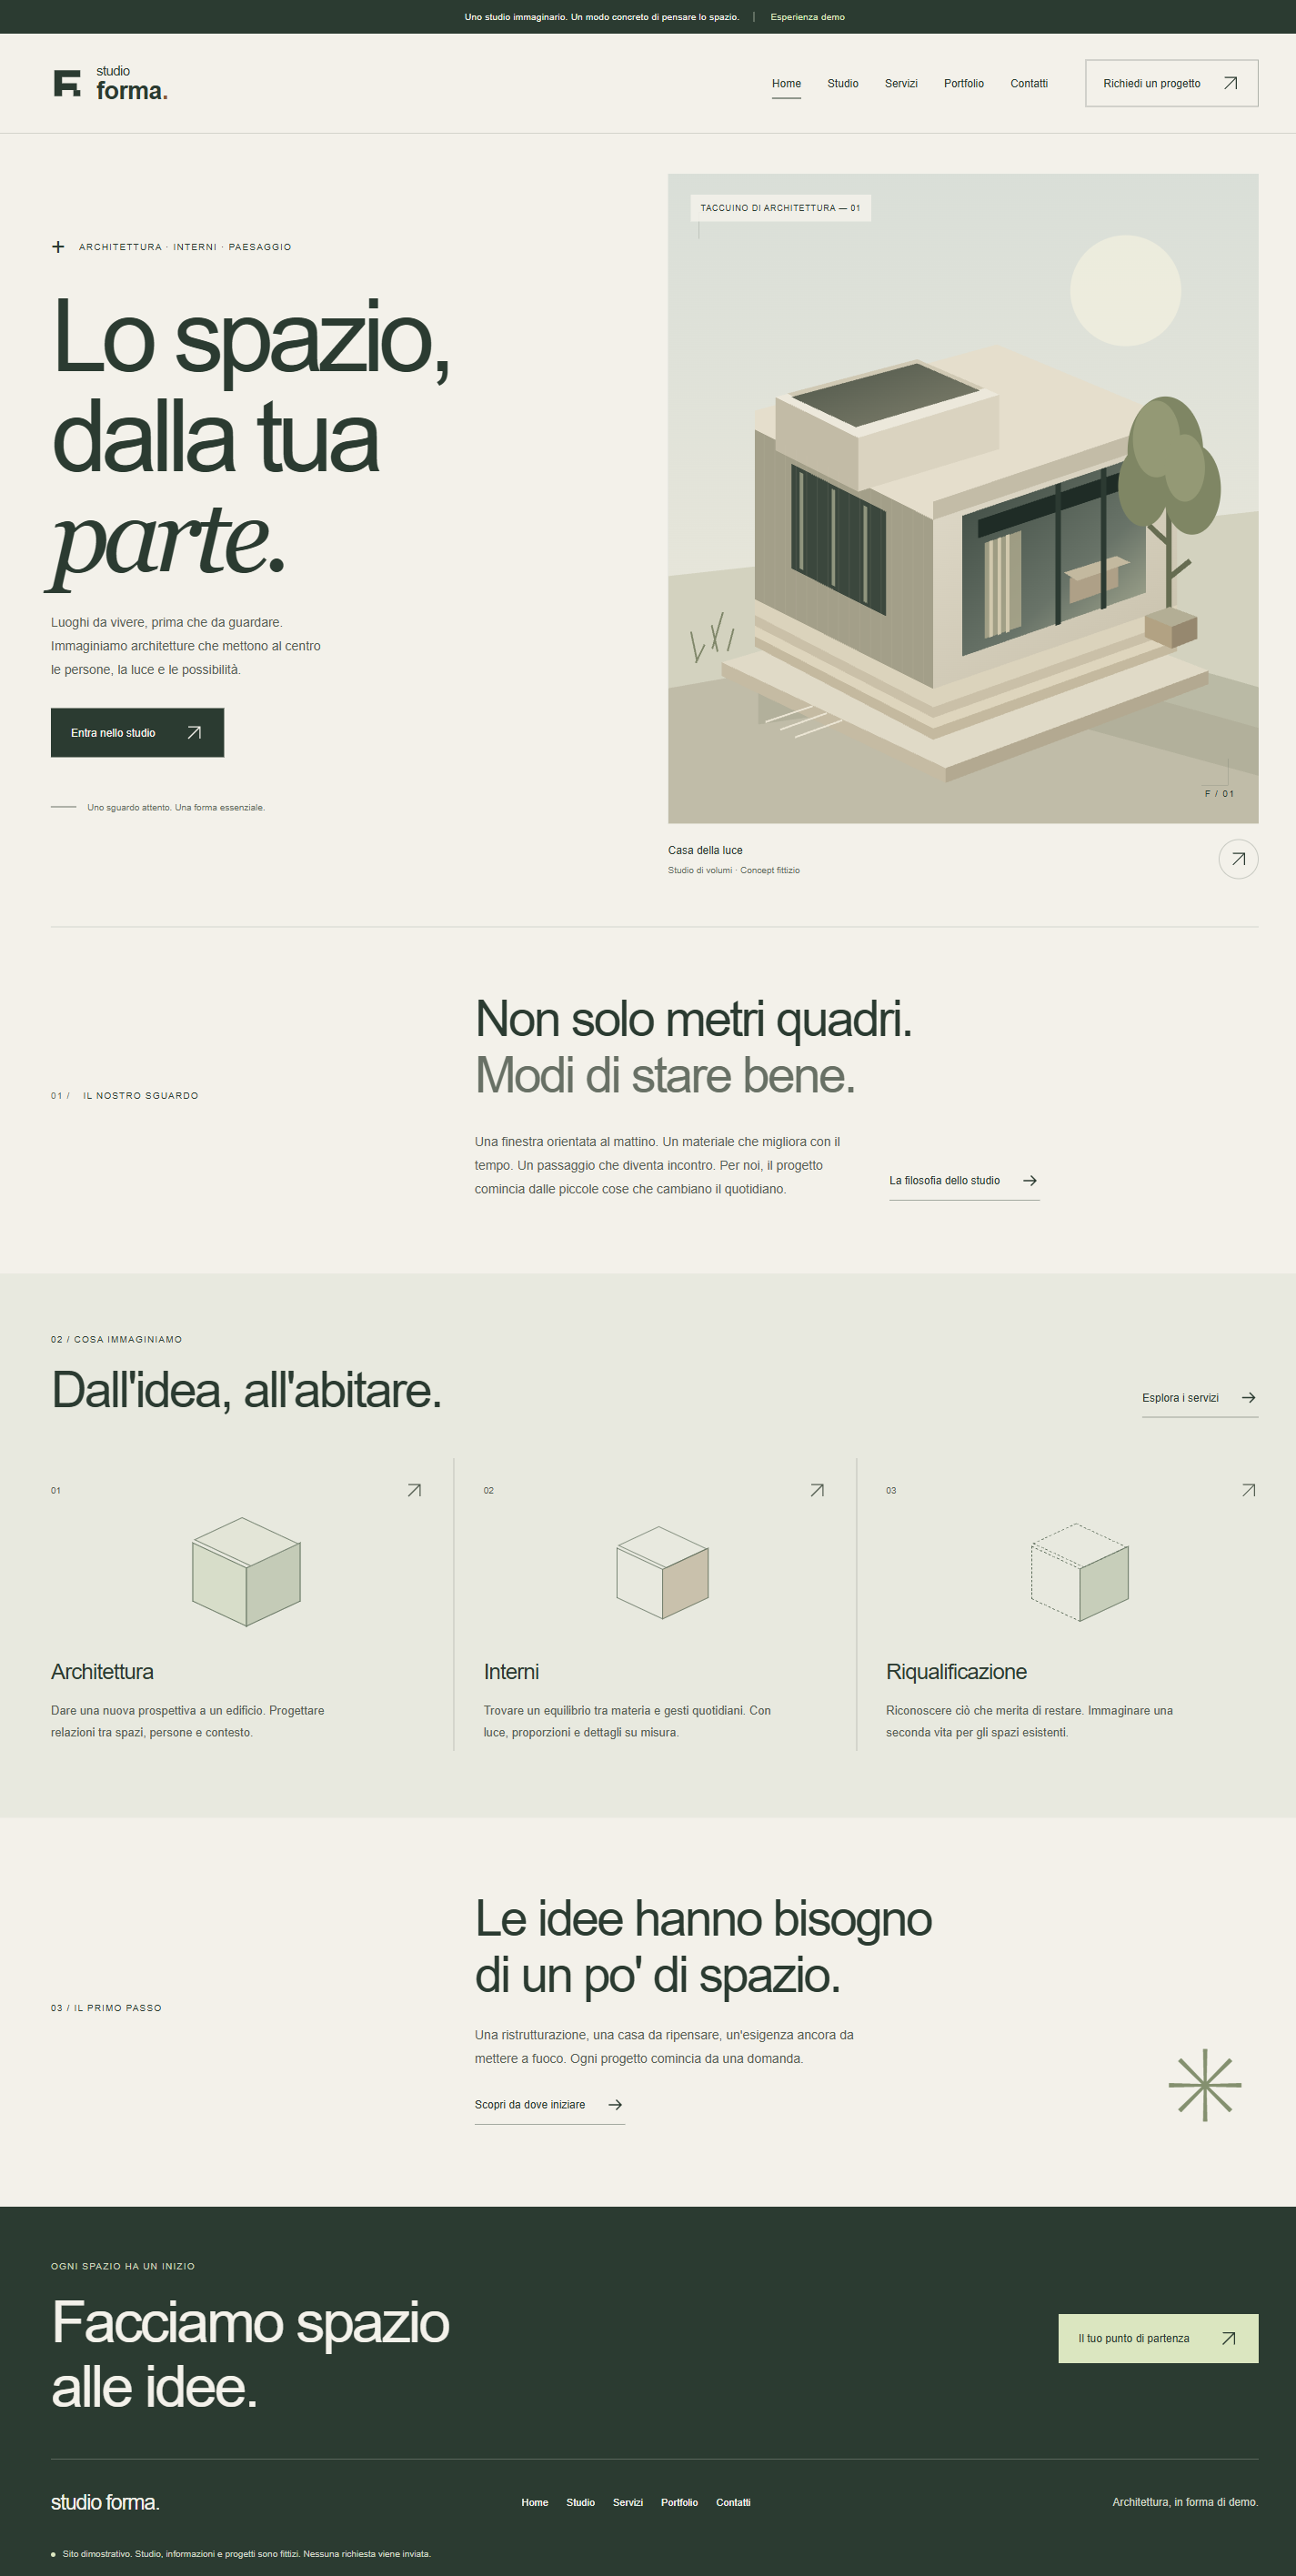 Uno studio immaginario. Un modo concreto di pensare lo spazio. | Esperienza demo
studio
forma.
Home Studio Servizi Portfolio Contatti Richiedi un progetto
TACCUINO DI ARCHITETTURA — 01
ARCHITETTURA · INTERNI · PAESAGGIO
Lo spazio,
dalla tua
parte.
Luoghi da vivere, prima che da guardare.
Immaginiamo architetture che mettono al centro
le persone, la luce e le possibilità.
Entra nello studio
Uno sguardo attento. Una forma essenziale.
F / 01
Casa della luce
Studio di volumi · Concept fittizio
01 / IL NOSTRO SGUARDO
Non solo metri quadri.
Modi di stare bene.
Una finestra orientata al mattino. Un materiale che migliora con il
tempo. Un passaggio che diventa incontro. Per noi, il progetto
comincia dalle piccole cose che cambiano il quotidiano.
La filosofia dello studio
02 / COSA IMMAGINIAMO
Dall'idea, all'abitare.
Esplora i servizi
01
Architettura
Dare una nuova prospettiva a un edificio. Progettare
relazioni tra spazi, persone e contesto.
02
Interni
Trovare un equilibrio tra materia e gesti quotidiani. Con
luce, proporzioni e dettagli su misura.
03
Riqualificazione
Riconoscere ciò che merita di restare. Immaginare una
seconda vita per gli spazi esistenti.
03 / IL PRIMO PASSO
Le idee hanno bisogno
di un po' di spazio.
Una ristrutturazione, una casa da ripensare, un'esigenza ancora da
mettere a fuoco. Ogni progetto comincia da una domanda.
Scopri da dove iniziare
OGNI SPAZIO HA UN INIZIO
Facciamo spazio
alle idee.
Il tuo punto di partenza
studio forma.
Home Studio Servizi Portfolio Contatti
Architettura, in forma di demo.
Sito dimostrativo. Studio, informazioni e progetti sono fittizi. Nessuna richiesta viene inviata.